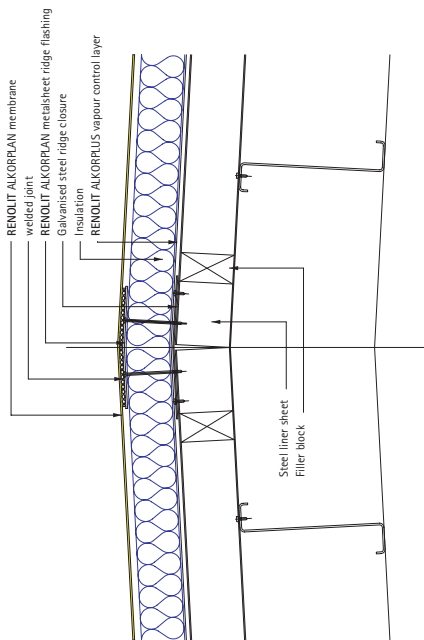 RENOLIT ALKORPLAN membrane
welded joint
RENOLIT ALKORPLAN metalsheet ridge flashing
Galvanised steel ridge closure
Insulation
RENOLIT ALKORPLUS vapour control layer
Steel liner sheet
Filler block